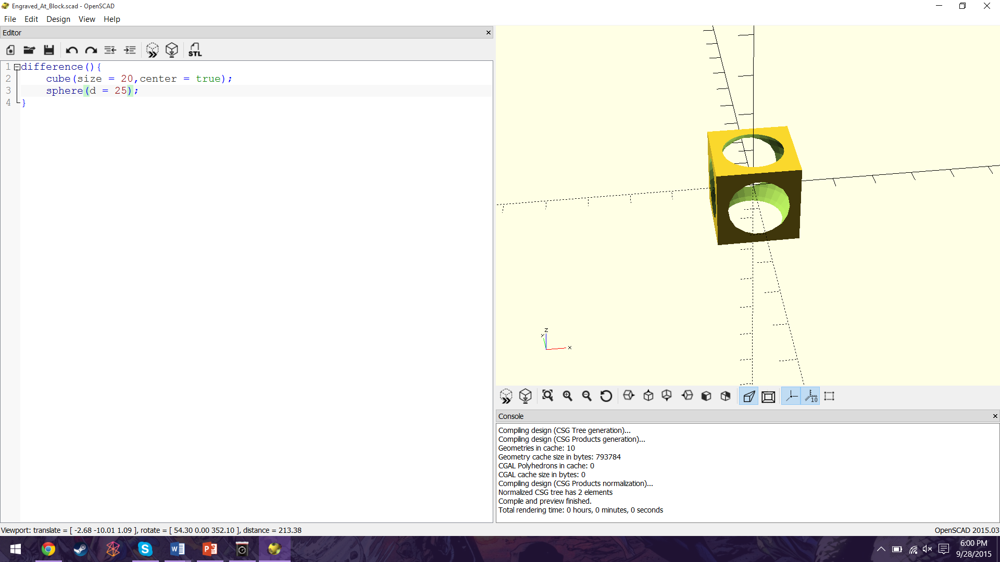 Engraved_At_Block.scad - OpenSCAD
File Edit Design View Help
Editor
STL
1 difference(){
2 cube(size = 20,center = true);
3 sphere(d = 25);
4 }
z
y
x
10
Console
Compiling design (CSG Tree generation)...
Compiling design (CSG Products generation)...
Geometries in cache: 10
Geometry cache size in bytes: 793784
CGAL Polyhedrons in cache: 0
CGAL cache size in bytes: 0
Compiling design (CSG Products normalization)...
Normalized CSG tree has 2 elements
Compile and preview finished.
Total rendering time: 0 hours, 0 minutes, 0 seconds
Viewport: translate = [ -2.68 -10.01 1.09 ], rotate = [ 54.30 0.00 352.10 ], distance = 213.38
OpenSCAD 2015.03
6:00 PM
9/28/2015